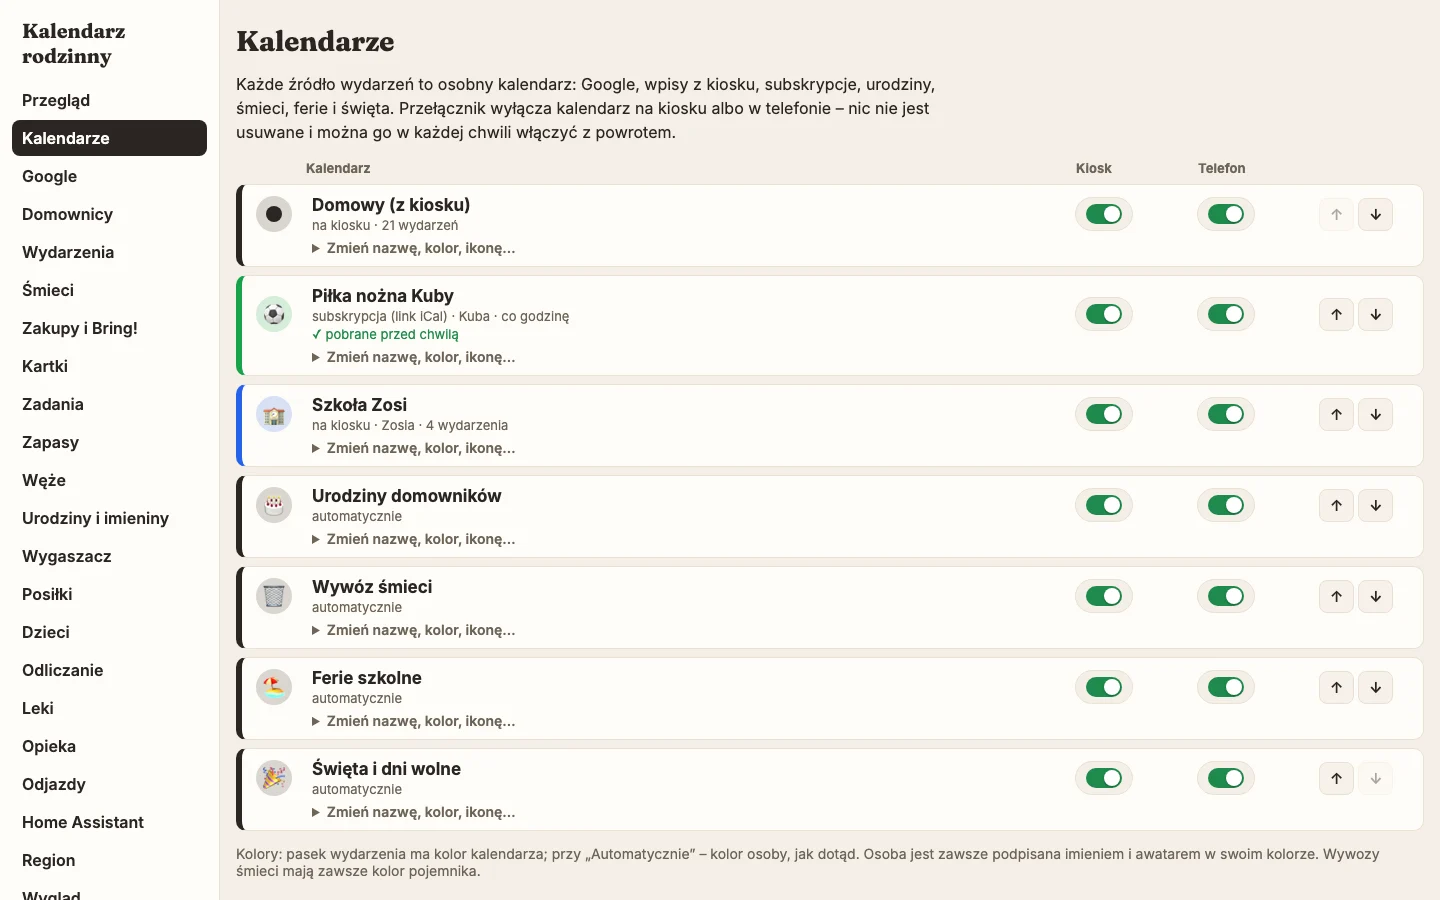 Kalendarz
rodzinny
Przegląd
Kalendarze
Google
Domownicy
Wydarzenia
Śmieci
Zakupy i Bring!
Kartki
Zadania
Zapasy
Węże
Urodziny i imieniny
Wygaszacz
Posiłki
Dzieci
Odliczanie
Leki
Opieka
Odjazdy
Home Assistant
Region
Wygląd
Kalendarze
Każde źródło wydarzeń to osobny kalendarz: Google, wpisy z kiosku, subskrypcje, urodziny,
śmieci, ferie i święta. Przełącznik wyłącza kalendarz na kiosku albo w telefonie – nic nie jest
usuwane i można go w każdej chwili włączyć z powrotem.
Kalendarz Kiosk Telefon
Domowy (z kiosku)
na kiosku · 21 wydarzeń
▶ Zmień nazwę, kolor, ikonę...
Piłka nożna Kuby
subskrypcja (link iCal) · Kuba · co godzinę
✓ pobrane przed chwilą
▶ Zmień nazwę, kolor, ikonę...
Szkoła Zosi
na kiosku · Zosia · 4 wydarzenia
▶ Zmień nazwę, kolor, ikonę...
Urodziny domowników
automatycznie
▶ Zmień nazwę, kolor, ikonę...
Wywóz śmieci
automatycznie
▶ Zmień nazwę, kolor, ikonę...
Ferie szkolne
automatycznie
▶ Zmień nazwę, kolor, ikonę...
Święta i dni wolne
automatycznie
▶ Zmień nazwę, kolor, ikonę...
Kolory: pasek wydarzenia ma kolor kalendarza; przy „Automatycznie” – kolor osoby, jak dotąd. Osoba jest zawsze podpisana imieniem i awatarem w swoim kolorze. Wywozy
śmieci mają zawsze kolor pojemnika.